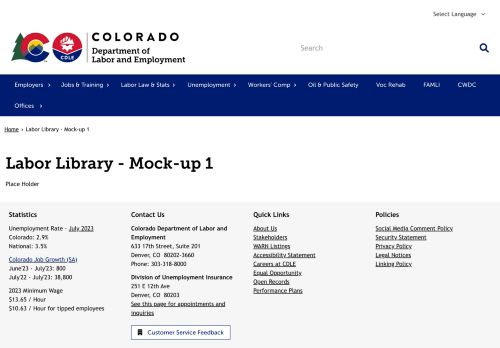 Select Language
COLORADO
Department of
Labor and Employment
CDLE
Search
Employers
Jobs & Training
Labor Law & Stats
Unemployment
Workers' Comp
Oil & Public Safety
Voc Rehab
FAMLI
CWDC
Offices
Home › Labor Library - Mock-up 1
Labor Library - Mock-up 1
Place Holder
Statistics
Unemployment Rate - July 2023
Colorado: 2.9%
National: 3.5%
Colorado Job Growth (SA)
June'23 - July'23: 800
July'22 - July'23: 38,800
2023 Minimum Wage
$13.65 / Hour
$10.63 / Hour for tipped employees
Contact Us
Colorado Department of Labor and
Employment
633 17th Street, Suite 201
Denver, CO 80202-3660
Phone: 303-318-8000
Division of Unemployment Insurance
251 E 12th Ave
Denver, CO 80203
See this page for appointments and
inquiries
Customer Service Feedback
Quick Links
About Us
Stakeholders
WARN Listings
Accessibility Statement
Careers at CDLE
Equal Opportunity
Open Records
Performance Plans
Policies
Social Media Comment Policy
Security Statement
Privacy Policy
Legal Notices
Linking Policy